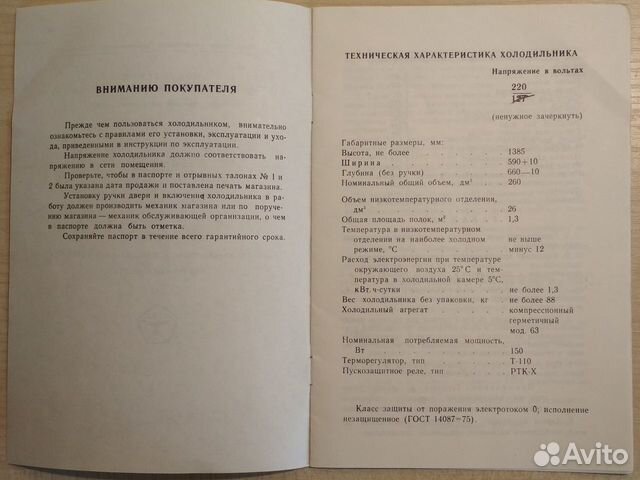 ВНИМАНИЮ ПОКУПАТЕЛЯ
Прежде чем пользоваться холодильником, внимательно
ознакомьтесь с правилами его установки, эксплуатации и ухо-
да, приведенными в инструкции по эксплуатации.
Напряжение холодильника должно соответствовать на-
пряжению в сети помещения.
Проверьте, чтобы в паспорте и отрывных талонах № 1 и
2 была указана дата продажи и поставлена печать магазина.
Установку ручки двери и включение холодильника в ра-
боту должен производить механик магазина или по поруче-
нию магазина — механик обслуживающей организации, о чем
в паспорте должна быть отметка.
Сохраняйте паспорт в течение всего гарантийного срока.
ТЕХНИЧЕСКАЯ ХАРАКТЕРИСТИКА ХОЛОДИЛЬНИКА
Напряжение в вольтах
220
127
(ненужное зачеркнуть)
Габаритные размеры, мм:
Высота, не более . . . . . . . 1385
Ширина . . . . . . . . 590+10
Глубина (без ручки) . . . . . . 660—10
Номинальный общий объем, дм³ . . . . 260
Объем низкотемпературного отделения,
дм³ . . . . . . . . . 26
Общая площадь полок, м² . . . . . 1,3
Температура в низкотемпературном
отделении на наиболее холодном не выше
режиме, °С . . . . . . . . минус 12
Расход электроэнергии при температуре
окружающего воздуха 25°С и тем-
пература в холодильной камере 5°С,
кВт. ч-сутки . . . . . . . не более 1,3
Вес холодильника без упаковки, кг . . не более 88
Холодильный агрегат . . . . . . компрессионный
герметичный
мод. 63
Номинальная потребляемая мощность,
Вт . . . . . . . . . 150
Терморегулятор, тип . . . . . . Т-110
Пускозащитное реле, тип . . . . . РТК-Х
Класс защиты от поражения электротоком 0; исполнение
незащищенное (ГОСТ 14087—75).
Avito